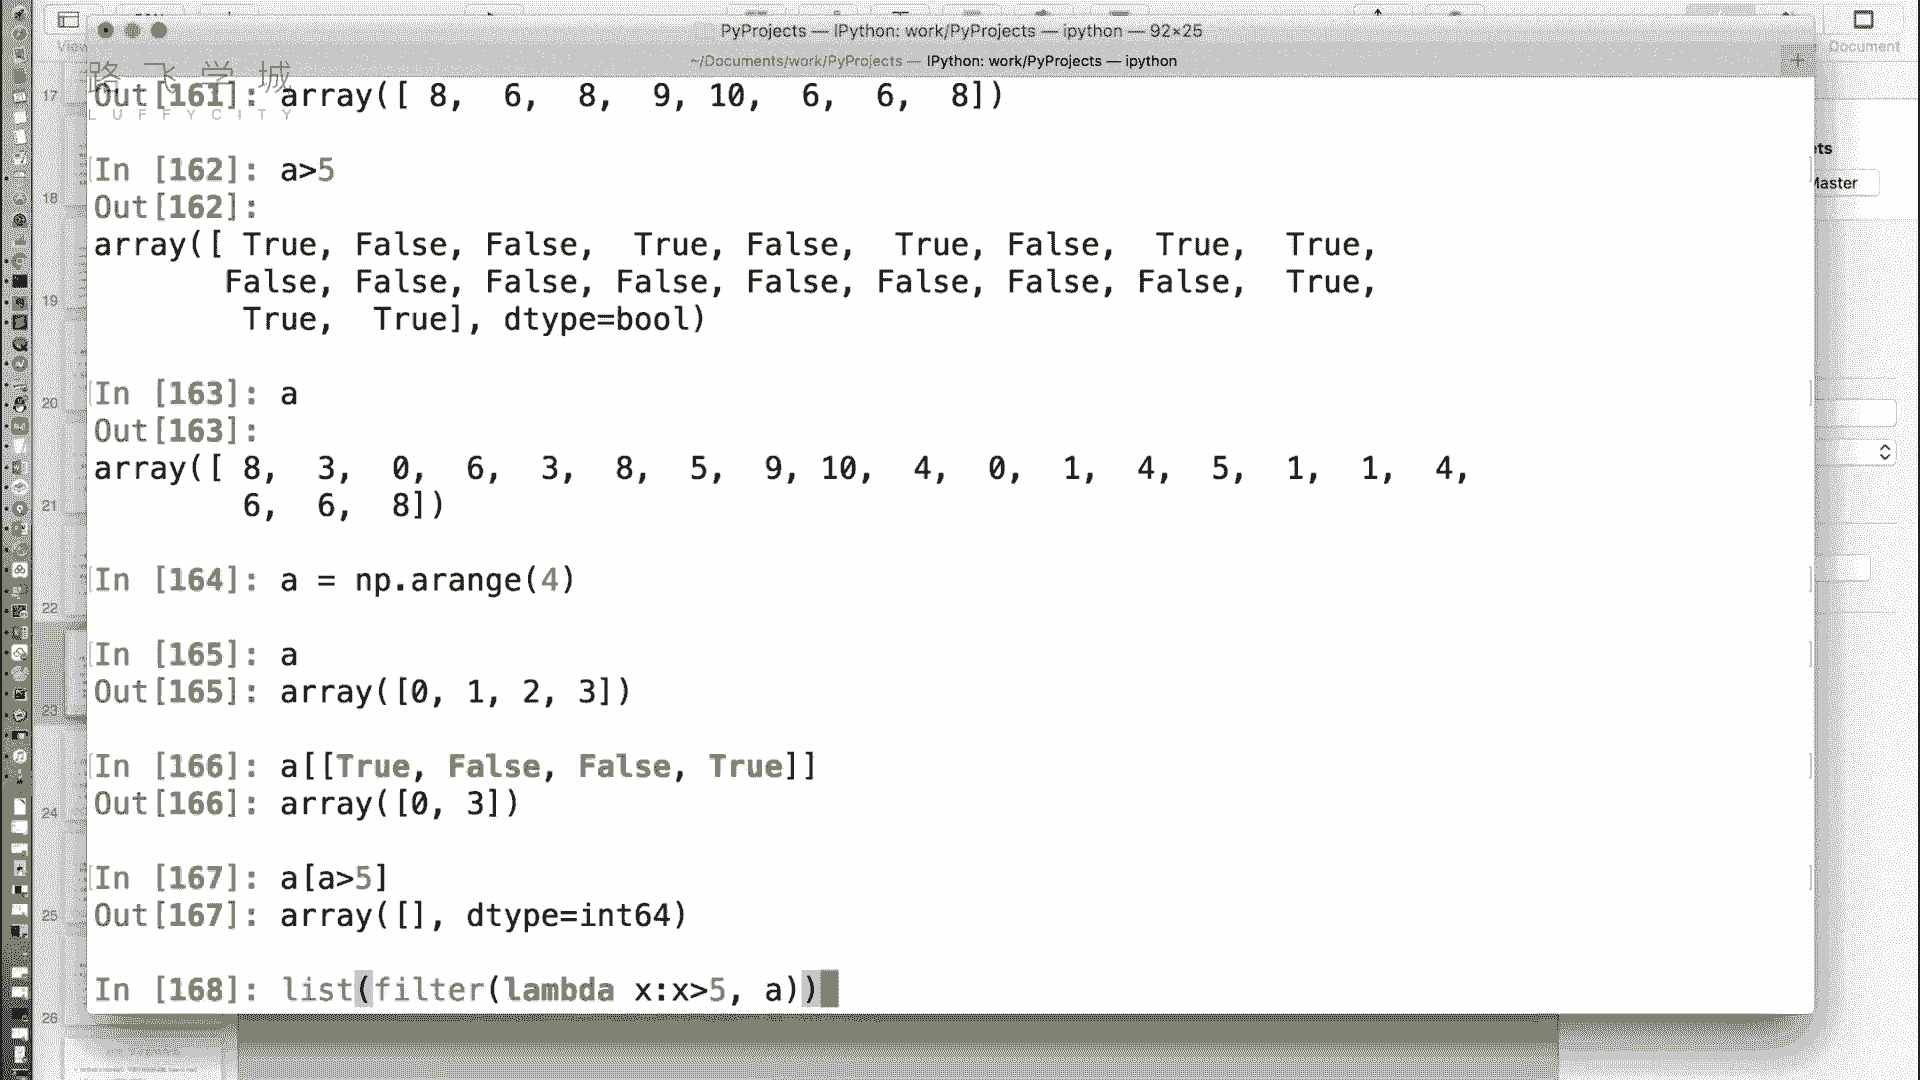 PyProjects — IPython: work/PyProjects — ipython — 92×25
~/Documents/work/PyProjects — IPython: work/PyProjects — ipython
View
Document
路飞学城
LUFFYCITY
Master
17
18
19
20
21
22
23
24
25
26
Out[161]: array([ 8,  6,  8,  9, 10,  6,  6,  8])
In [162]: a>5
Out[162]:
array([ True, False, False,  True, False,  True, False,  True,  True,
       False, False, False, False, False, False, False, False,  True,
        True,  True], dtype=bool)
In [163]: a
Out[163]:
array([ 8,  3,  0,  6,  3,  8,  5,  9, 10,  4,  0,  1,  4,  5,  1,  1,  4,
        6,  6,  8])
In [164]: a = np.arange(4)
In [165]: a
Out[165]: array([0, 1, 2, 3])
In [166]: a[[True, False, False, True]]
Out[166]: array([0, 3])
In [167]: a[a>5]
Out[167]: array([], dtype=int64)
In [168]: list(filter(lambda x:x>5, a))